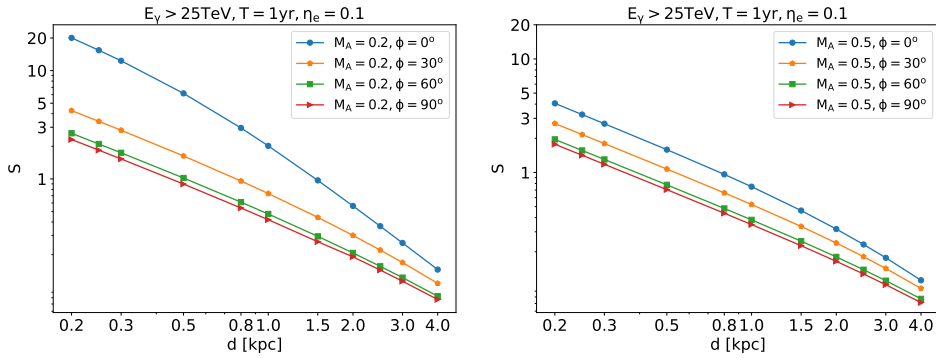 E_γ > 25TeV, T = 1yr, η_e = 0.1
S
20
10
5
3
1
M_A = 0.2, ϕ = 0°
M_A = 0.2, ϕ = 30°
M_A = 0.2, ϕ = 60°
M_A = 0.2, ϕ = 90°
0.2 0.3 0.5 0.8 1.0 1.5 2.0 3.0 4.0
d [kpc]
E_γ > 25TeV, T = 1yr, η_e = 0.1
S
20
10
5
3
1
M_A = 0.5, ϕ = 0°
M_A = 0.5, ϕ = 30°
M_A = 0.5, ϕ = 60°
M_A = 0.5, ϕ = 90°
0.2 0.3 0.5 0.8 1.0 1.5 2.0 3.0 4.0
d [kpc]